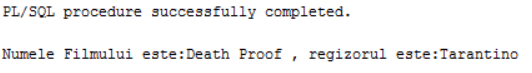 PL/SQL procedure successfully completed.
Numele Filmului este:Death Proof , regizorul este:Tarantino